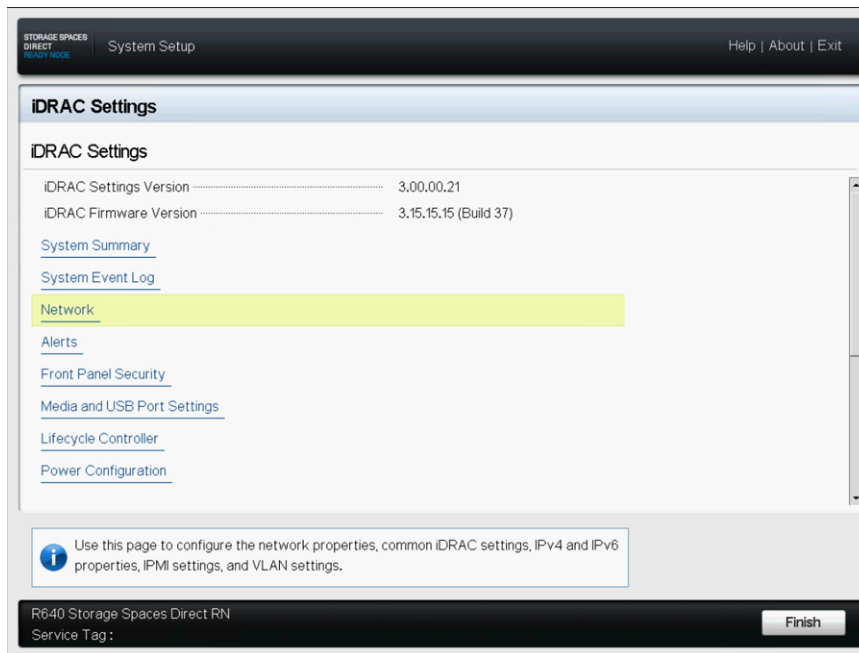 STORAGE SPACES
DIRECT
READY NODE
System Setup
Help | About | Exit
iDRAC Settings
iDRAC Settings
iDRAC Settings Version 3.00.00.21
iDRAC Firmware Version 3.15.15.15 (Build 37)
System Summary
System Event Log
Network
Alerts
Front Panel Security
Media and USB Port Settings
Lifecycle Controller
Power Configuration
Use this page to configure the network properties, common iDRAC settings, IPv4 and IPv6
properties, IPMI settings, and VLAN settings.
R640 Storage Spaces Direct RN
Service Tag :
Finish